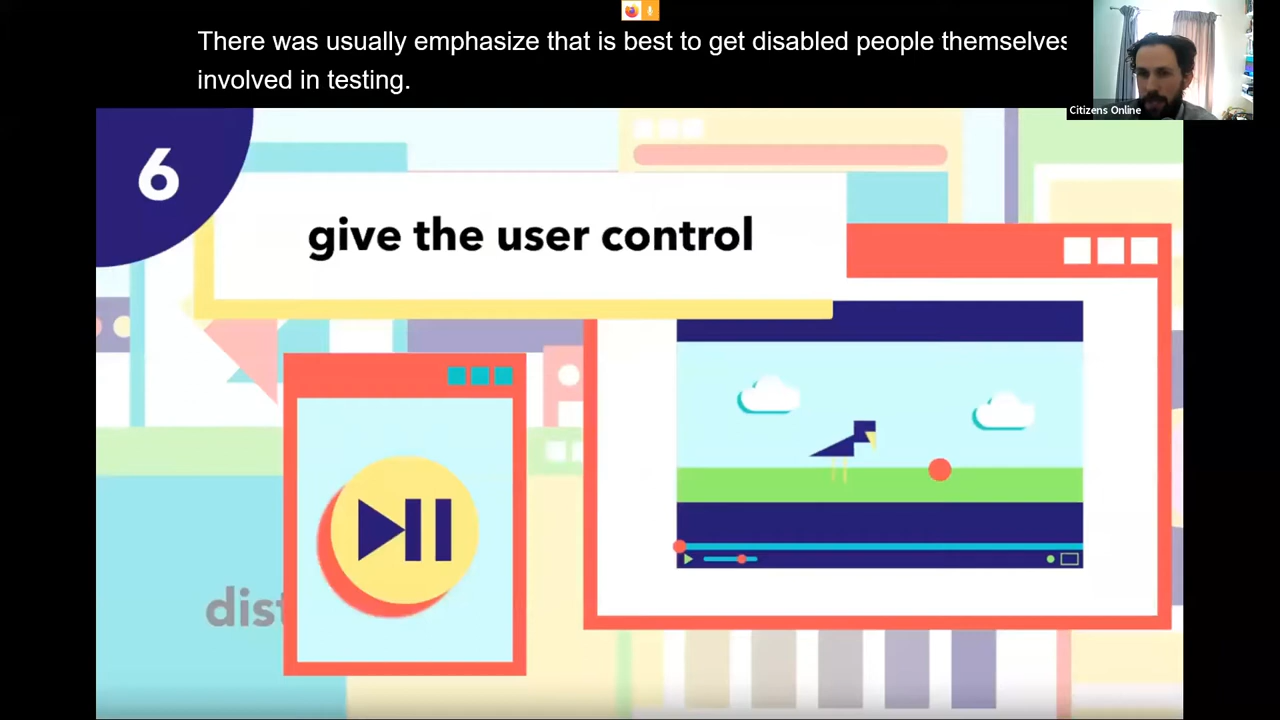 There was usually emphasize that is best to get disabled people themselves
involved in testing.
Citizens Online
6
give the user control
dist